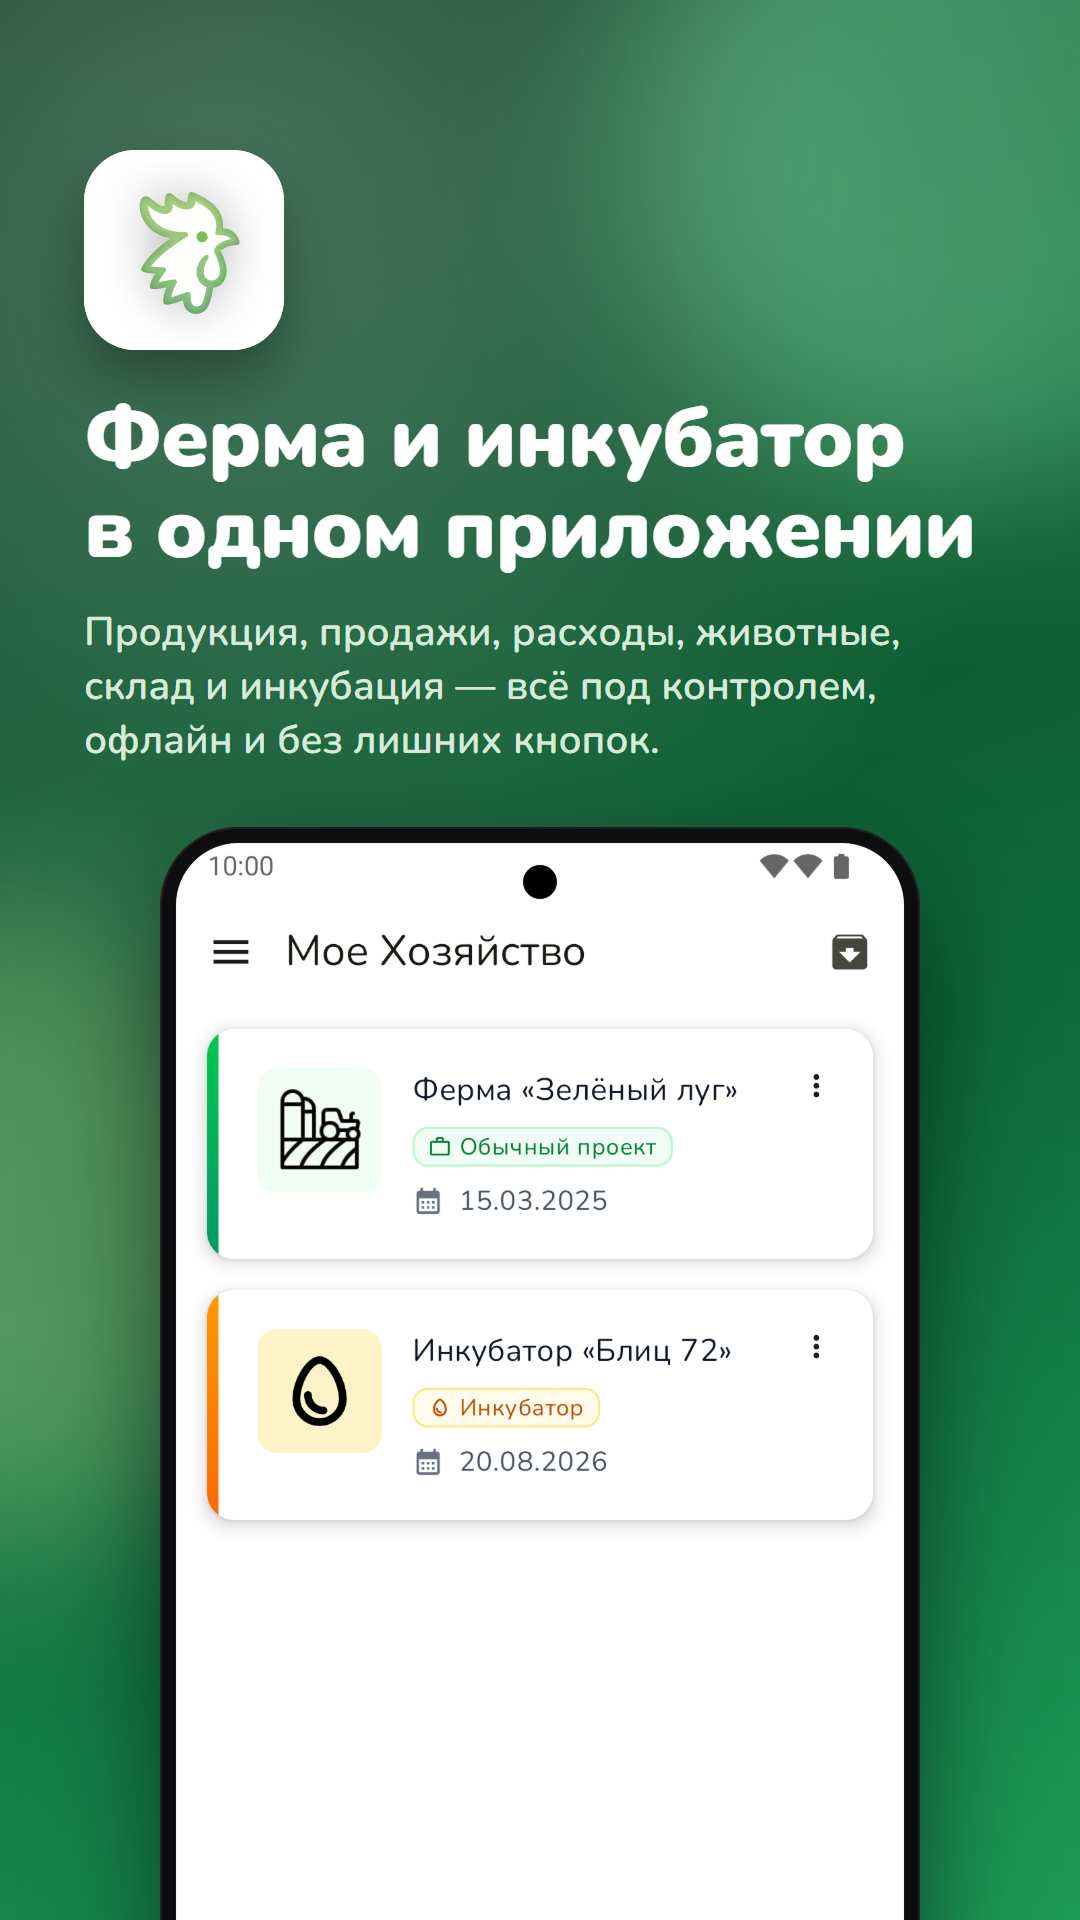 Ферма и инкубатор
в одном приложении
Продукция, продажи, расходы, животные,
склад и инкубация — всё под контролем,
офлайн и без лишних кнопок.
10:00
Мое Хозяйство
Ферма «Зелёный луг»
Обычный проект
15.03.2025
Инкубатор «Блиц 72»
Инкубатор
20.08.2026